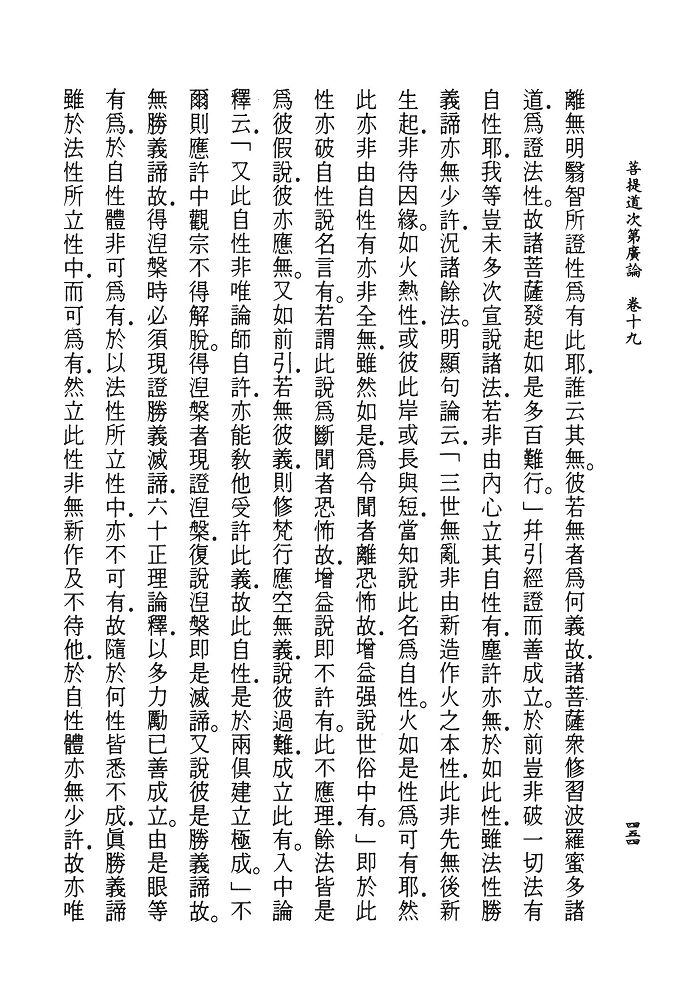 菩提道次第廣論　卷十九
四五四
離無明翳智所證性爲有此耶．誰云其無。彼若無者爲何義故．諸菩薩衆修習波羅蜜多諸
道．爲證法性。故諸菩薩發起如是多百難行。」幷引經證而善成立。於前豈非破一切法有
自性耶．我等豈未多次宣說諸法．若非由內心立其自性有．塵許亦無．於如此性．雖法性勝
義諦亦無少許．況諸餘法。明顯句論云．「三世無亂非由新造作火之本性．此非先無後新
生起．非待因緣。如火熱性．或彼此岸或長與短．當知說此名爲自性。火如是性爲可有耶．然
此亦非由自性有亦非全無．雖然如是．爲令聞者離恐怖故．增益强說世俗中有。」卽於此
性亦破自性說名言有。若謂此說爲斷聞者恐怖故．增益說卽不許有。此不應理．餘法皆是
爲彼假說．彼亦應無。又如前引．若無彼義．則修梵行應空無義．說彼過難．成立此有。入中論
釋云．「又此自性非唯論師自許．亦能敎他受許此義．故此自性．是於兩俱建立極成。」不
爾則應許中觀宗不得解脫。得涅槃者現證涅槃．復說涅槃卽是滅諦。又說彼是勝義諦故。
無勝義諦故．得涅槃時必須現證勝義滅諦．六十正理論釋．以多力勵已善成立。由是眼等
有爲．於自性體非可爲有．於以法性所立性中．亦不可有．故隨於何性皆悉不成．眞勝義諦
雖於法性所立性中．而可爲有．然立此性非無新作及不待他．於自性體亦無少許．故亦唯